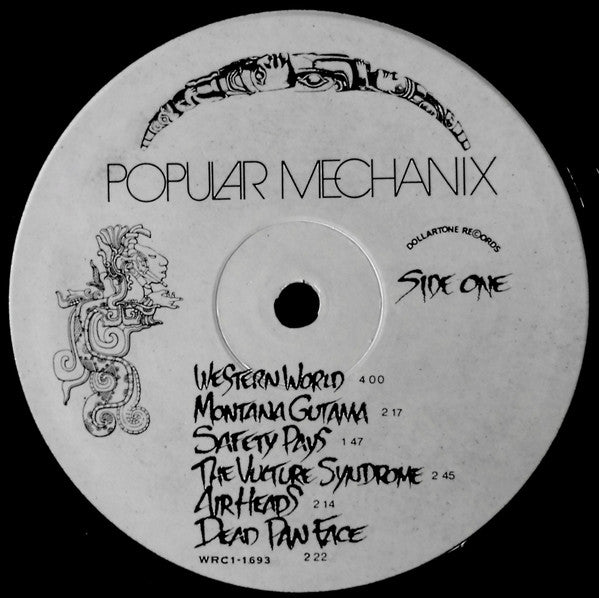 POPULAR MECHANIX
DOLLARTONE RECORDS
SIDE ONE
WESTERN WORLD 4 00
MONTANA GUTAMA 2 17
SAFETY PAYS 1 47
THE VULTURE SYNDROME 2 45
AIR HEADS 2 14
DEAD PAN FACE
WRC1-1693 2 22